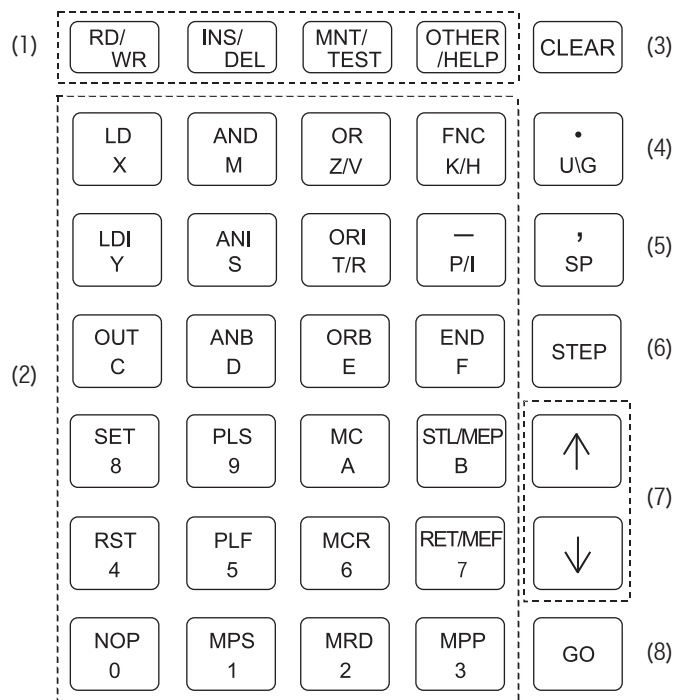 (1) RD/ INS/ MNT/ OTHER CLEAR (3)
WR DEL TEST /HELP
LD AND OR FNC • (4)
X M Z/V K/H U\G
LDI ANI ORI — , (5)
Y S T/R P/I SP
OUT ANB ORB END STEP (6)
(2) C D E F
SET PLS MC STL/MEP ↑
8 9 A B
(7)
RST PLF MCR RET/MEF ↓
4 5 6 7
NOP MPS MRD MPP GO (8)
0 1 2 3